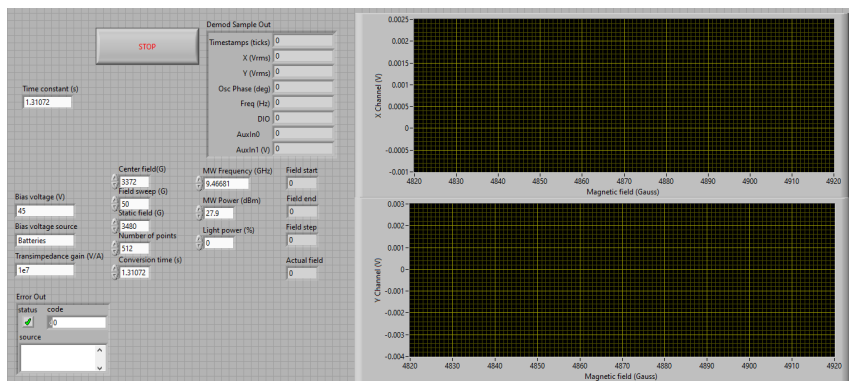 STOP
Demod Sample Out
Timestamps (ticks) 0
X (Vrms) 0
Y (Vrms) 0
Osc Phase (deg) 0
Freq (Hz) 0
DIO 0
AuxIn0 0
AuxIn1 (V) 0
Time constant (s)
1.31072
Center field(G)
3372
Field sweep (G)
50
Static field (G)
3480
Number of points
512
Conversion time (s)
1.31072
MW Frequency (GHz)
9.46681
MW Power (dBm)
27.9
Light power (%)
0
Field start
0
Field end
0
Field step
0
Actual field
0
Bias voltage (V)
45
Bias voltage source
Batteries
Transimpedance gain (V/A)
1e7
Error Out
status code
0
source
X Channel (V)
0.0025
0.002
0.0015
0.001
0.0005
0
-0.0005
-0.001
4820 4830 4840 4850 4860 4870 4880 4890 4900 4910 4920
Magnetic field (Gauss)
Y Channel (V)
0.003
0.002
0.001
0
-0.001
-0.002
-0.003
-0.004
4820 4830 4840 4850 4860 4870 4880 4890 4900 4910 4920
Magnetic field (Gauss)